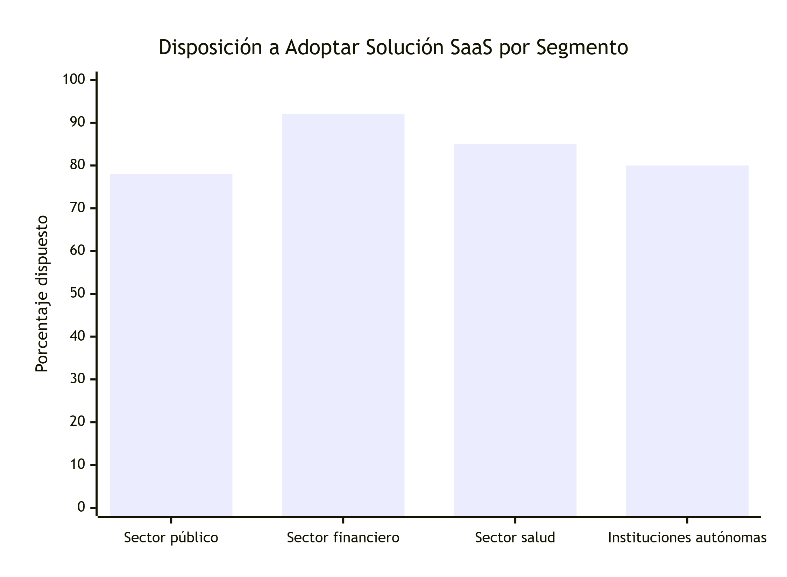 Disposición a Adoptar Solución SaaS por Segmento
Porcentaje dispuesto
100
90
80
70
60
50
40
30
20
10
0
Sector público
Sector financiero
Sector salud
Instituciones autónomas